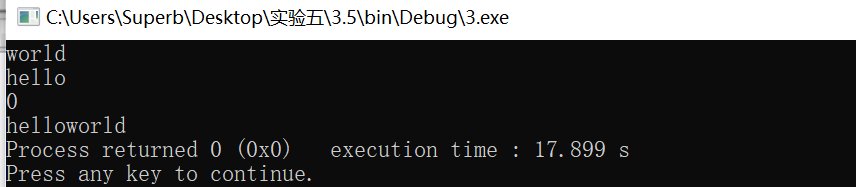 C:\Users\Superb\Desktop\实验五\3.5\bin\Debug\3.exe
world
hello
0
helloworld
Process returned 0 (0x0)   execution time : 17.899 s
Press any key to continue.